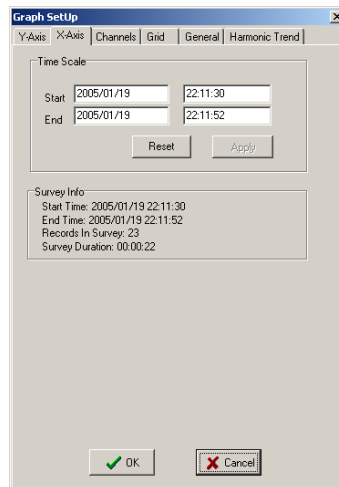 Graph SetUp
Y-Axis X-Axis Channels Grid General Harmonic Trend
Time Scale
Start 2005/01/19 22:11:30
End 2005/01/19 22:11:52
Reset Apply
Survey Info
Start Time: 2005/01/19 22:11:30
End Time: 2005/01/19 22:11:52
Records In Survey: 23
Survey Duration: 00:00:22
OK Cancel